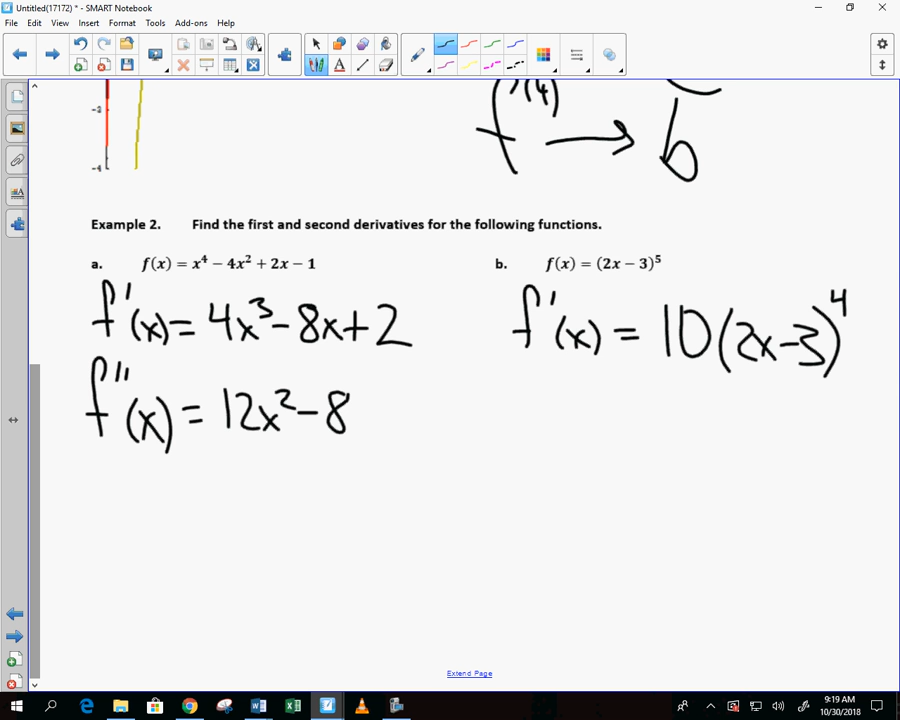 Untitled(17172) * - SMART Notebook
File Edit View Insert Format Tools Add-ons Help
-2
-4
f'(4) → b
Example 2. Find the first and second derivatives for the following functions.
a. f(x) = x⁴ − 4x² + 2x − 1
b. f(x) = (2x − 3)⁵
f'(x) = 4x³ − 8x + 2
f'(x) = 10(2x − 3)⁴
f''(x) = 12x² − 8
Extend Page
9:19 AM
10/30/2018